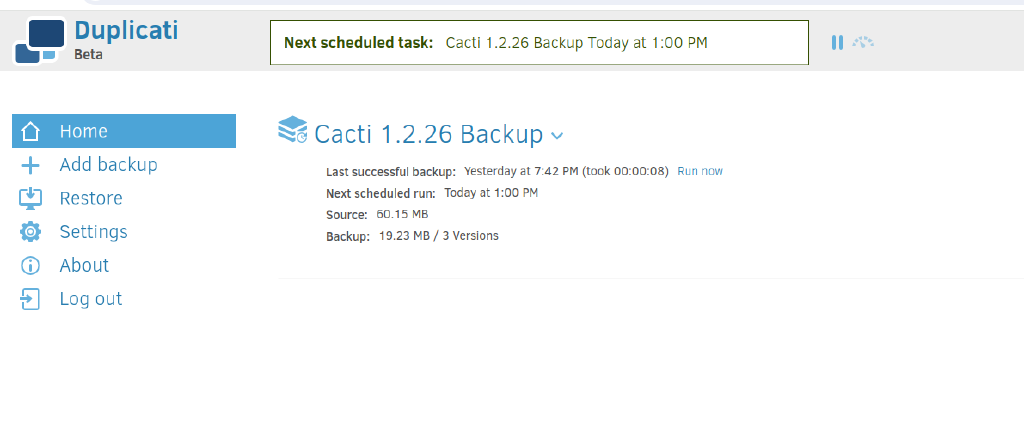 Duplicati
Beta
Next scheduled task: Cacti 1.2.26 Backup Today at 1:00 PM
Home
Add backup
Restore
Settings
About
Log out
Cacti 1.2.26 Backup
Last successful backup: Yesterday at 7:42 PM (took 00:00:08) Run now
Next scheduled run: Today at 1:00 PM
Source: 60.15 MB
Backup: 19.23 MB / 3 Versions